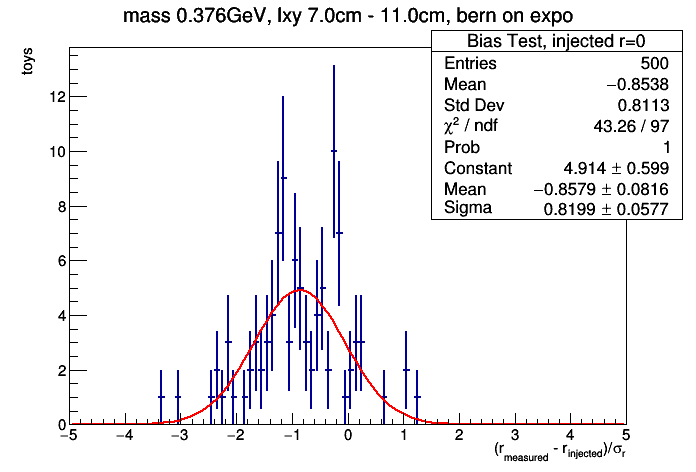 mass 0.376GeV, lxy 7.0cm - 11.0cm, bern on expo
Bias Test, injected r=0
Entries 500
Mean −0.8538
Std Dev 0.8113
χ² / ndf 43.26 / 97
Prob 1
Constant 4.914 ± 0.599
Mean −0.8579 ± 0.0816
Sigma 0.8199 ± 0.0577
toys
12
10
8
6
4
2
0
−5 −4 −3 −2 −1 0 1 2 3 4 5
(r_measured - r_injected)/σ_r